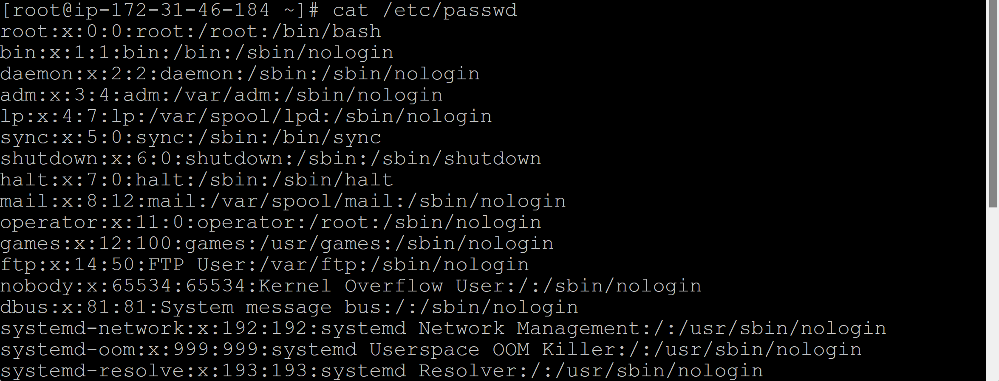 [root@ip-172-31-46-184 ~]# cat /etc/passwd
root:x:0:0:root:/root:/bin/bash
bin:x:1:1:bin:/bin:/sbin/nologin
daemon:x:2:2:daemon:/sbin:/sbin/nologin
adm:x:3:4:adm:/var/adm:/sbin/nologin
lp:x:4:7:lp:/var/spool/lpd:/sbin/nologin
sync:x:5:0:sync:/sbin:/bin/sync
shutdown:x:6:0:shutdown:/sbin:/sbin/shutdown
halt:x:7:0:halt:/sbin:/sbin/halt
mail:x:8:12:mail:/var/spool/mail:/sbin/nologin
operator:x:11:0:operator:/root:/sbin/nologin
games:x:12:100:games:/usr/games:/sbin/nologin
ftp:x:14:50:FTP User:/var/ftp:/sbin/nologin
nobody:x:65534:65534:Kernel Overflow User:/:/sbin/nologin
dbus:x:81:81:System message bus:/:/sbin/nologin
systemd-network:x:192:192:systemd Network Management:/:/usr/sbin/nologin
systemd-oom:x:999:999:systemd Userspace OOM Killer:/:/usr/sbin/nologin
systemd-resolve:x:193:193:systemd Resolver:/:/usr/sbin/nologin